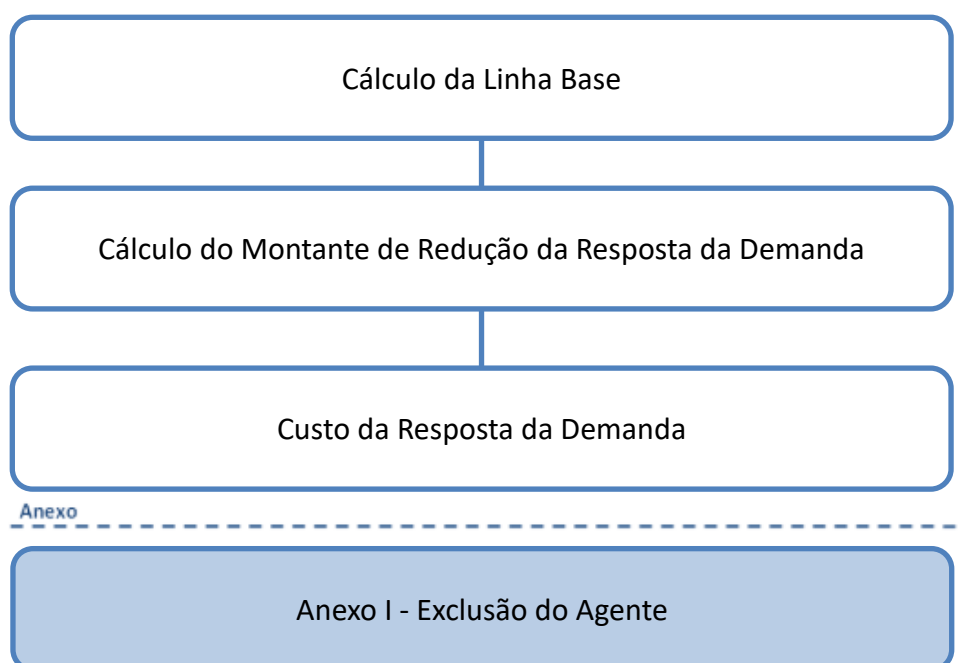 Cálculo da Linha Base
Cálculo do Montante de Redução da Resposta da Demanda
Custo da Resposta da Demanda
Anexo
Anexo I - Exclusão do Agente